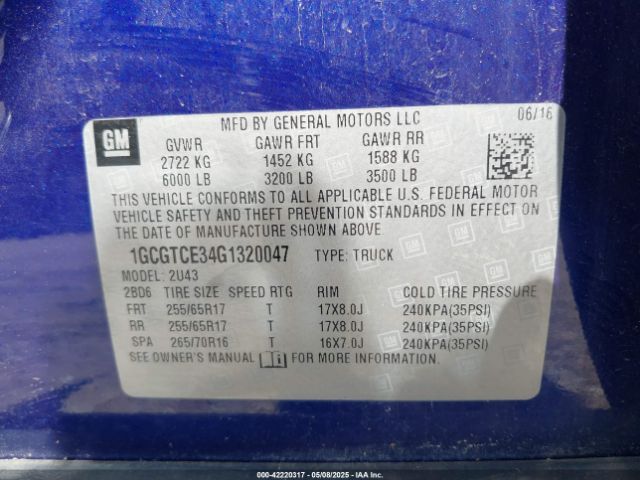 06/16
MFD BY GENERAL MOTORS LLC
GM
GVWR GAWR FRT GAWR RR
2722 KG 1452 KG 1588 KG
6000 LB 3200 LB 3500 LB
THIS VEHICLE CONFORMS TO ALL APPLICABLE U.S. FEDERAL MOTOR
VEHICLE SAFETY AND THEFT PREVENTION STANDARDS IN EFFECT ON
THE DATE OF MANUFACTURE SHOWN ABOVE.
1GCGTCE34G1320047 TYPE: TRUCK
MODEL: 2U43
2BD6 TIRE SIZE SPEED RTG RIM COLD TIRE PRESSURE
FRT 255/65R17 T 17X8.0J 240KPA(35PSI)
RR 255/65R17 T 17X8.0J 240KPA(35PSI)
SPA 265/70R16 T 16X7.0J 240KPA(35PSI)
SEE OWNER'S MANUAL FOR MORE INFORMATION.
000-42220317 - 05/08/2025 - IAA Inc.